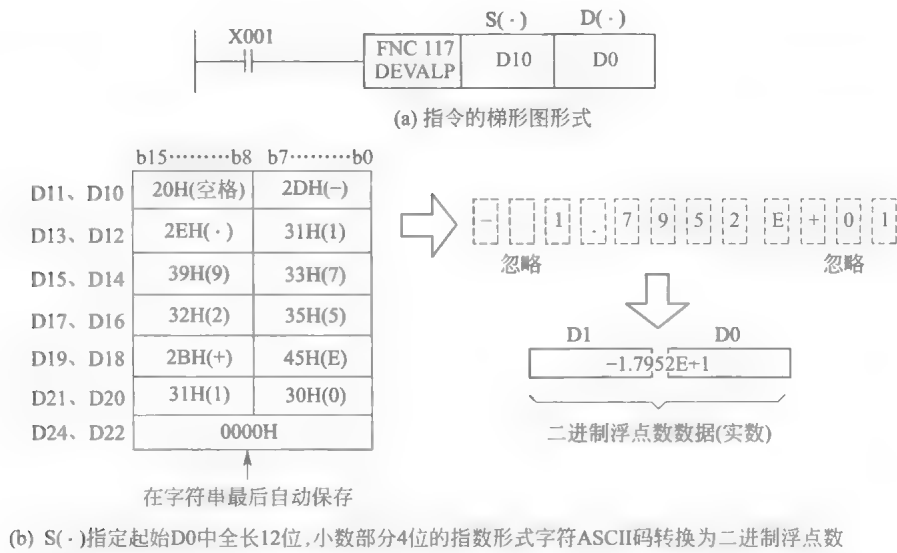 S(·) D(·)
X001
FNC 117
DEVALP
D10
D0
(a) 指令的梯形图形式
b15·········b8 b7·········b0
D11、D10 20H(空格) 2DH(-)
D13、D12 2EH(·) 31H(1)
D15、D14 39H(9) 33H(7)
D17、D16 32H(2) 35H(5)
D19、D18 2BH(+) 45H(E)
D21、D20 31H(1) 30H(0)
D24、D22 0000H
在字符串最后自动保存
- 1 . 7 9 5 2 E + 0 1
忽略 忽略
D1 D0
-1.7952E+1
二进制浮点数数据(实数)
(b) S(·)指定起始D0中全长12位,小数部分4位的指数形式字符ASCII码转换为二进制浮点数